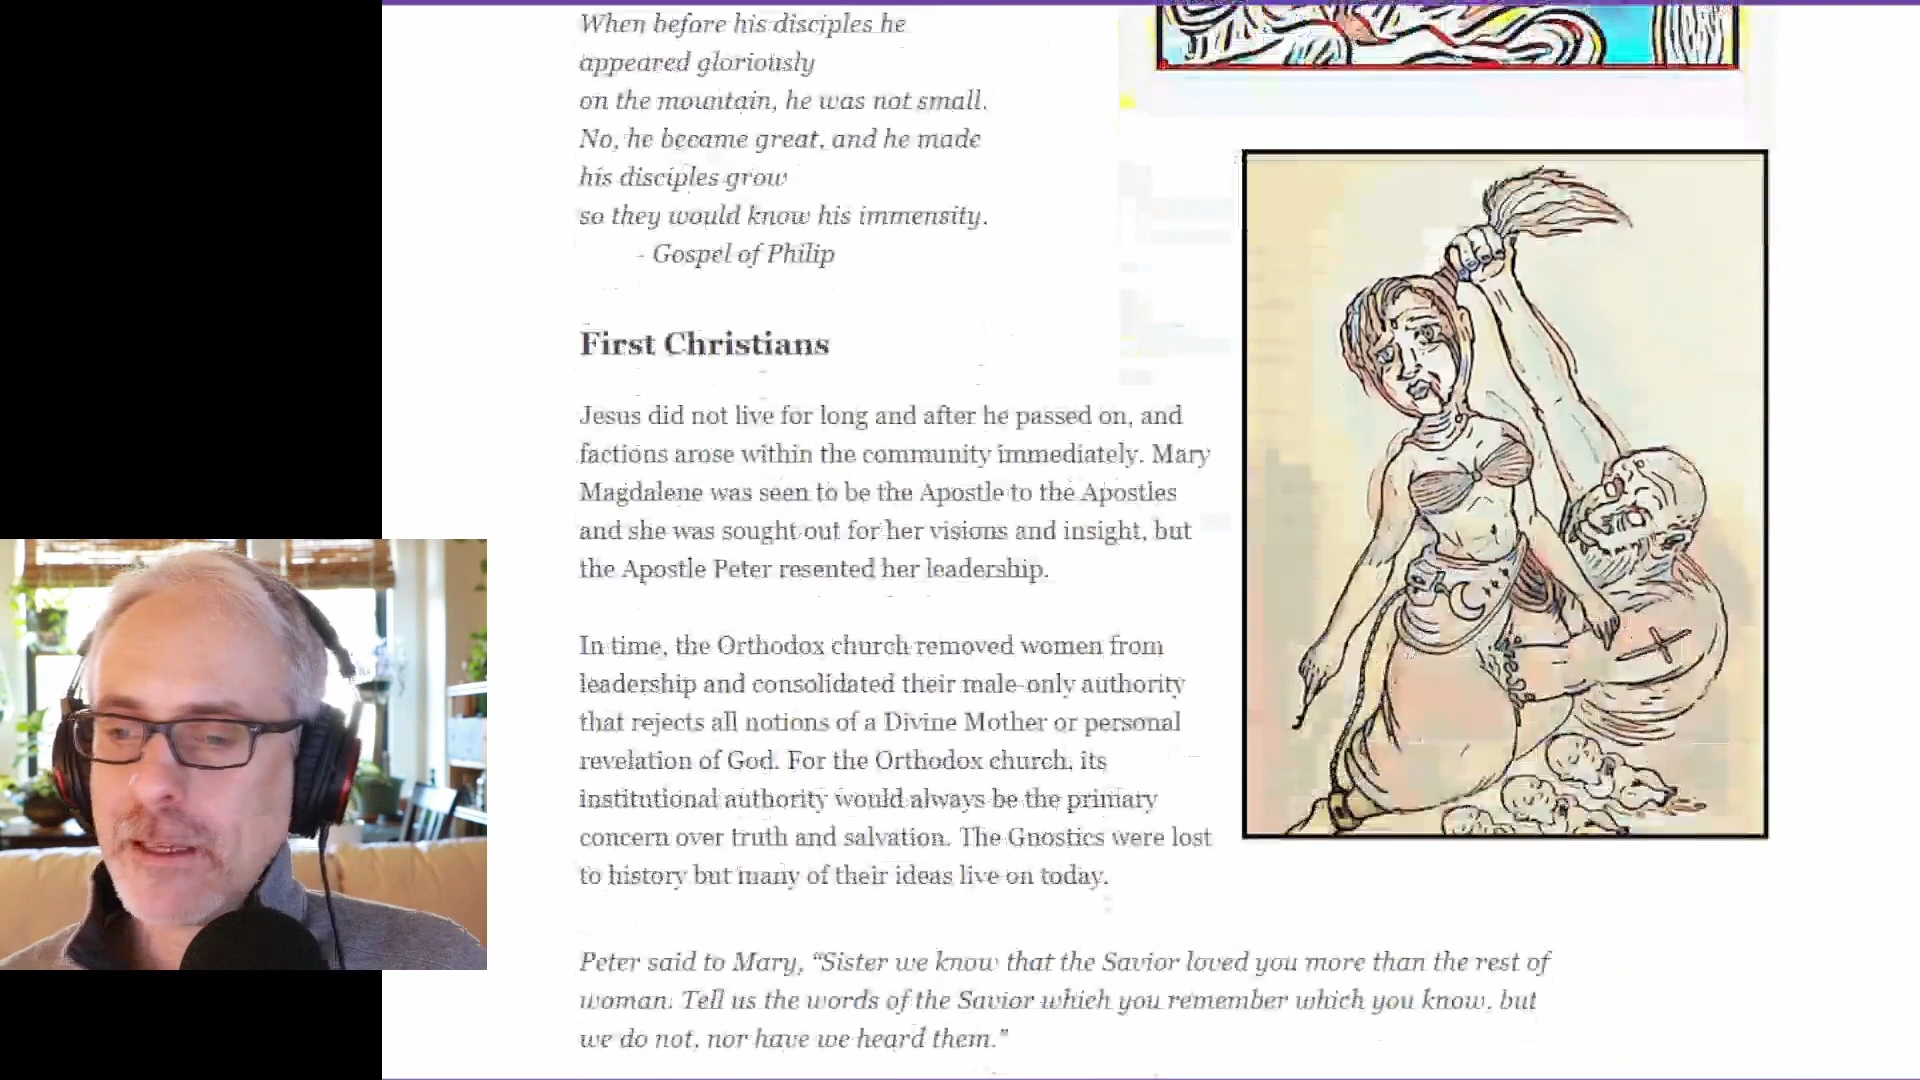 When before his disciples he
appeared gloriously
on the mountain, he was not small.
No, he became great, and he made
his disciples grow
so they would know his immensity.
- Gospel of Philip
First Christians
Jesus did not live for long and after he passed on, and
factions arose within the community immediately. Mary
Magdalene was seen to be the Apostle to the Apostles
and she was sought out for her visions and insight, but
the Apostle Peter resented her leadership.
In time, the Orthodox church removed women from
leadership and consolidated their male-only authority
that rejects all notions of a Divine Mother or personal
revelation of God. For the Orthodox church, its
institutional authority would always be the primary
concern over truth and salvation. The Gnostics were lost
to history but many of their ideas live on today.
Peter said to Mary, “Sister we know that the Savior loved you more than the rest of
woman. Tell us the words of the Savior which you remember which you know, but
we do not, nor have we heard them.”